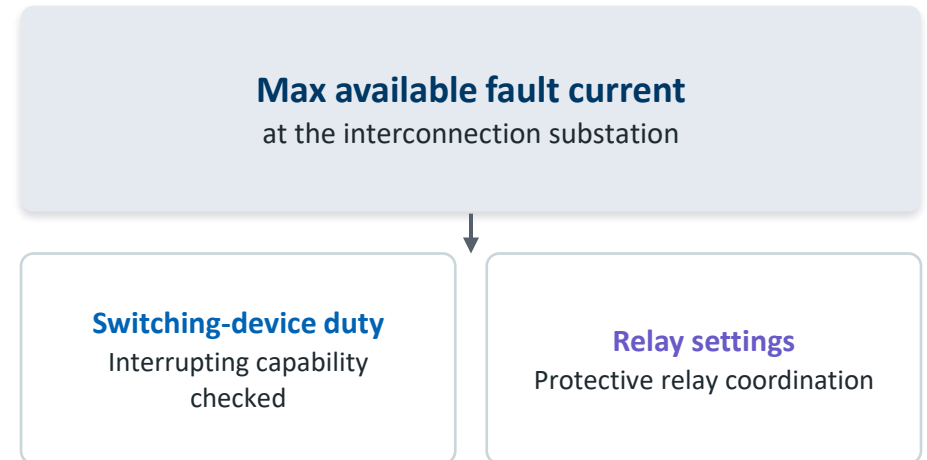 Max available fault current
at the interconnection substation
Switching-device duty
Interrupting capability
checked
Relay settings
Protective relay coordination